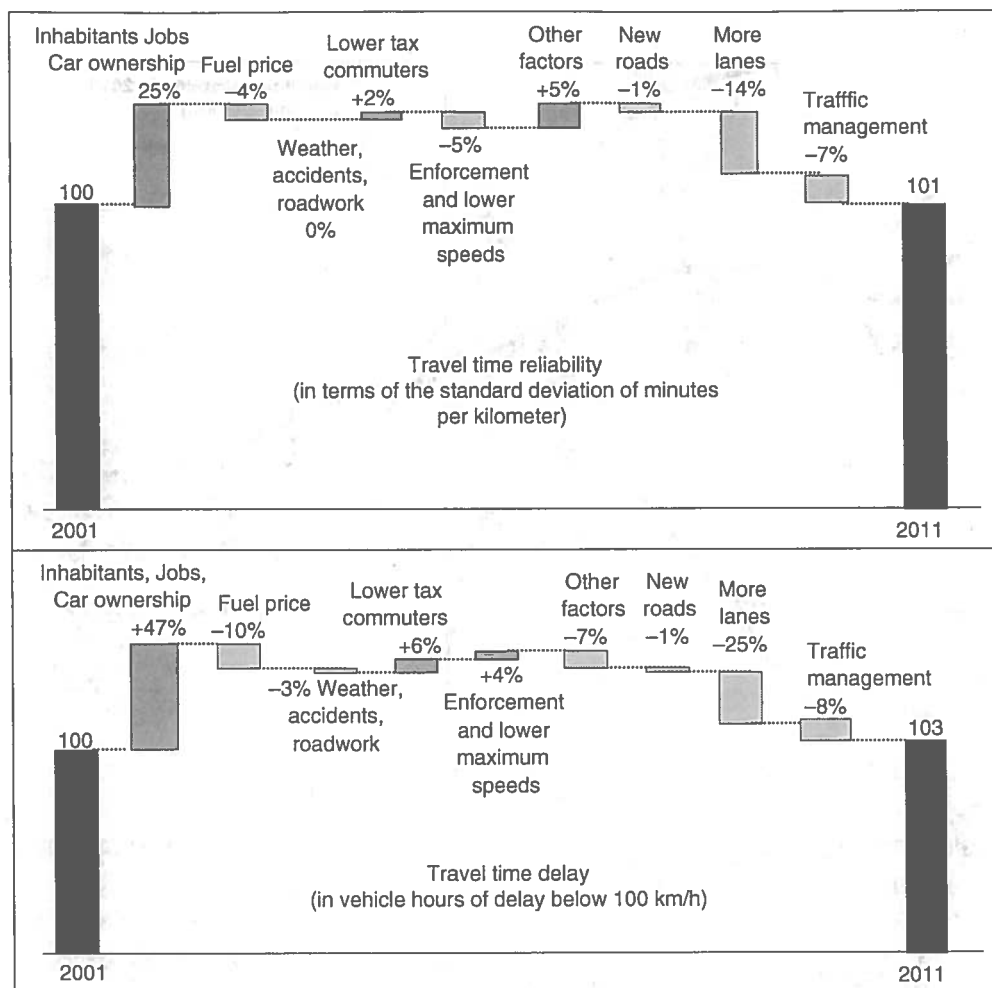 Inhabitants Jobs
Car ownership
25%
Fuel price
–4%
Weather,
accidents,
roadwork
0%
Lower tax
commuters
+2%
–5%
Enforcement
and lower
maximum
speeds
Other
factors
+5%
New
roads
–1%
More
lanes
–14%
Trafffic
management
–7%
100
101
Travel time reliability
(in terms of the standard deviation of minutes
per kilometer)
2001
2011
Inhabitants, Jobs,
Car ownership
+47%
Fuel price
–10%
–3% Weather,
accidents,
roadwork
Lower tax
commuters
+6%
+4%
Enforcement
and lower
maximum
speeds
Other
factors
–7%
New
roads
–1%
More
lanes
–25%
Traffic
management
–8%
100
103
Travel time delay
(in vehicle hours of delay below 100 km/h)
2001
2011